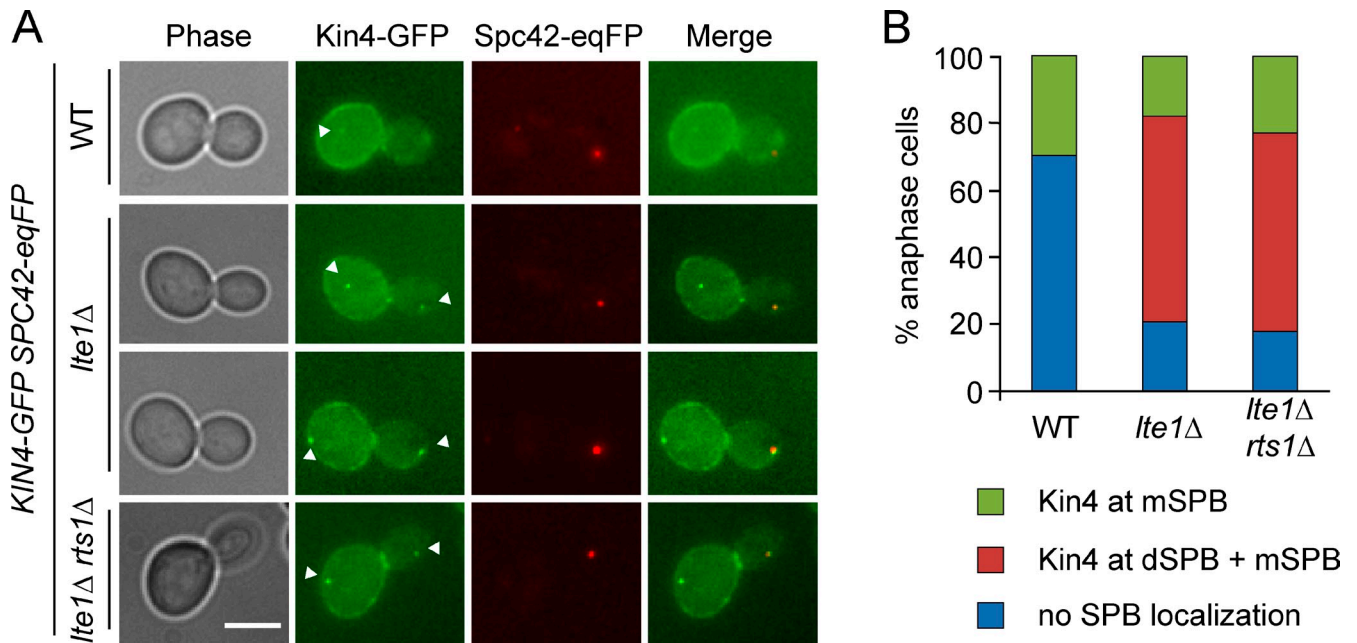 A
Phase
Kin4-GFP
Spc42-eqFP
Merge
KIN4-GFP SPC42-eqFP
WT
lte1Δ
lte1Δ rts1Δ
B
% anaphase cells
100
80
60
40
20
0
WT
lte1Δ
lte1Δ
rts1Δ
Kin4 at mSPB
Kin4 at dSPB + mSPB
no SPB localization